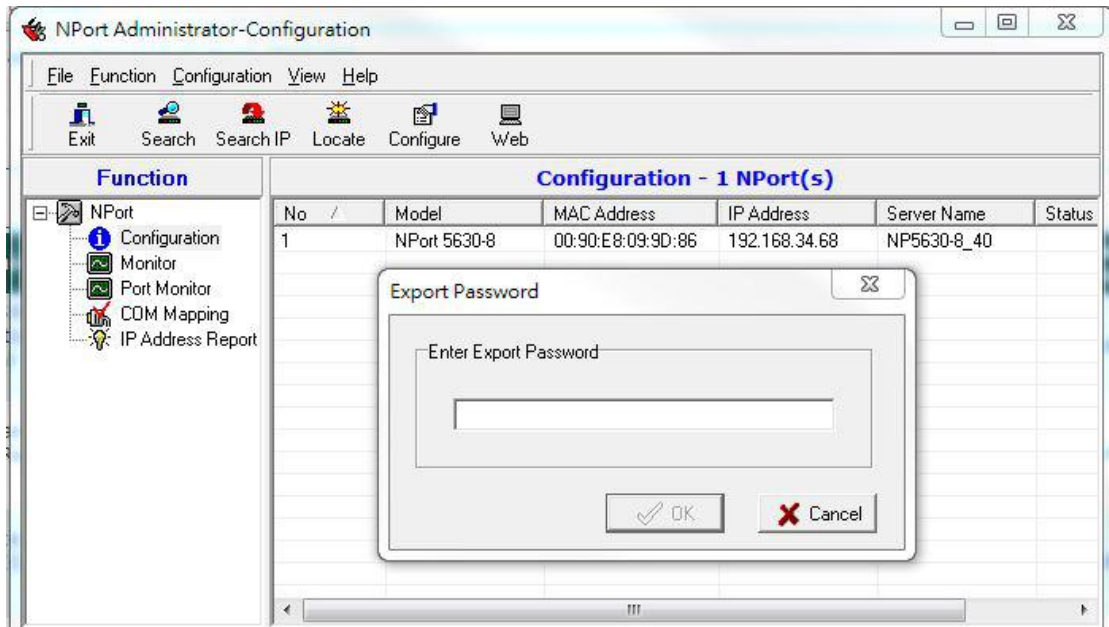 NPort Administrator-Configuration
File Function Configuration View Help
Exit Search Search IP Locate Configure Web
Function
Configuration - 1 NPort(s)
NPort
Configuration
Monitor
Port Monitor
COM Mapping
IP Address Report
No Model MAC Address IP Address Server Name Status
1 NPort 5630-8 00:90:E8:09:9D:86 192.168.34.68 NP5630-8_40
Export Password
Enter Export Password
OK Cancel